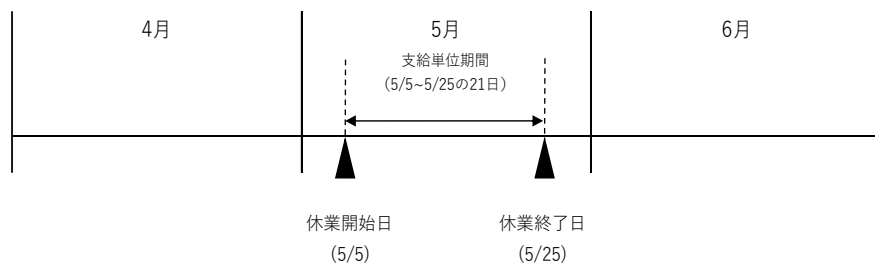 4月
5月
6月
支給単位期間
（5/5~5/25の21日）
休業開始日
(5/5)
休業終了日
(5/25)